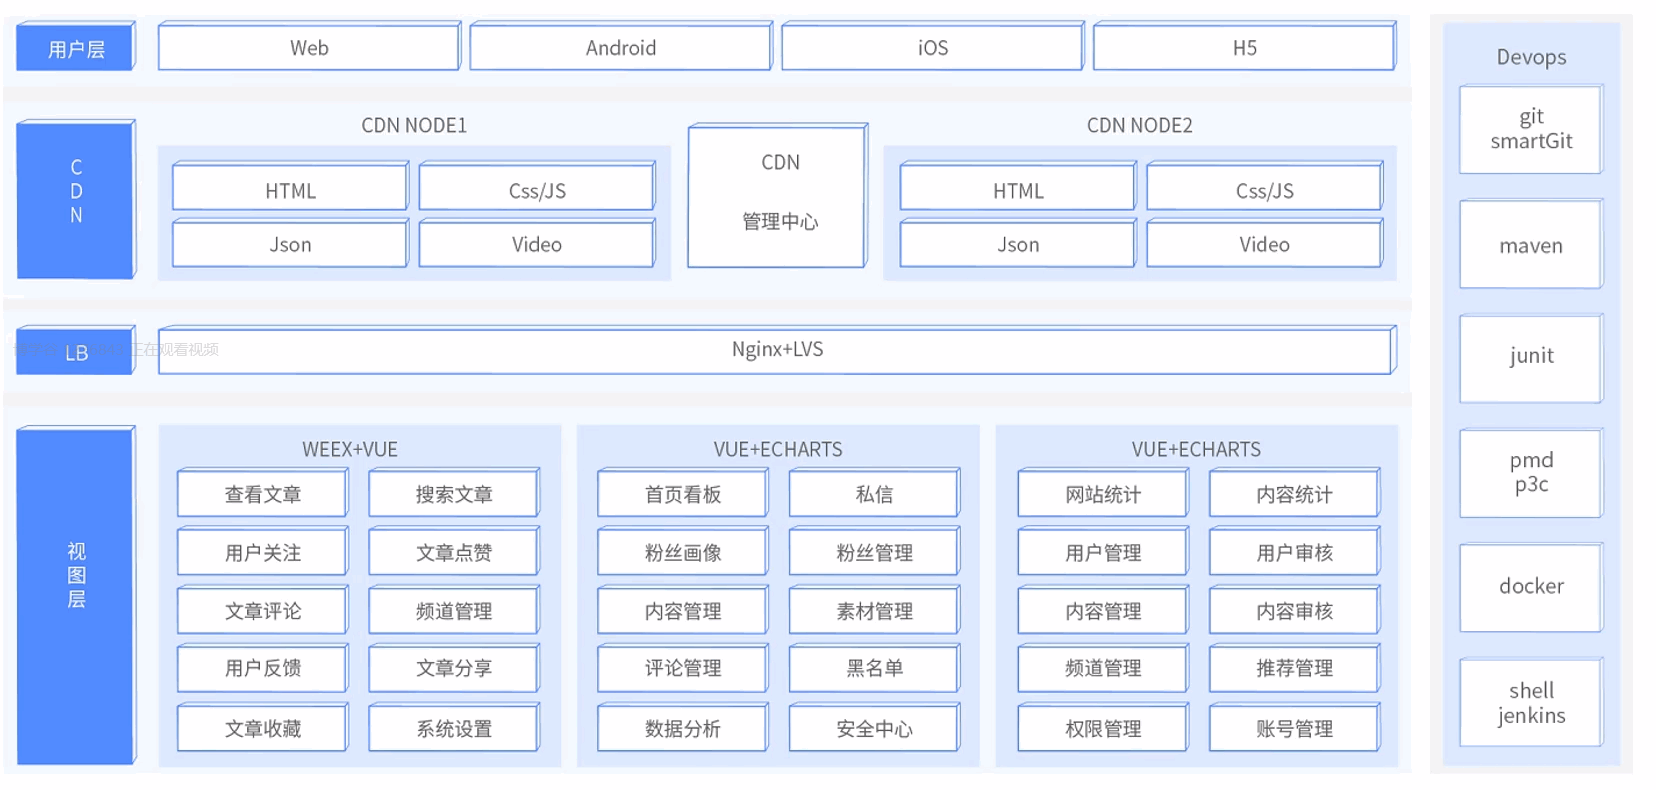 用户层
Web
Android
iOS
H5
CDN
CDN NODE1
HTML
Css/JS
Json
Video
CDN
管理中心
CDN NODE2
HTML
Css/JS
Json
Video
LB
正在观看视频
Nginx+LVS
视图层
WEEX+VUE
查看文章
搜索文章
用户关注
文章点赞
文章评论
频道管理
用户反馈
文章分享
文章收藏
系统设置
VUE+ECHARTS
首页看板
私信
粉丝画像
粉丝管理
内容管理
素材管理
评论管理
黑名单
数据分析
安全中心
VUE+ECHARTS
网站统计
内容统计
用户管理
用户审核
内容管理
内容审核
频道管理
推荐管理
权限管理
账号管理
Devops
git
smartGit
maven
junit
pmd
p3c
docker
shell
jenkins